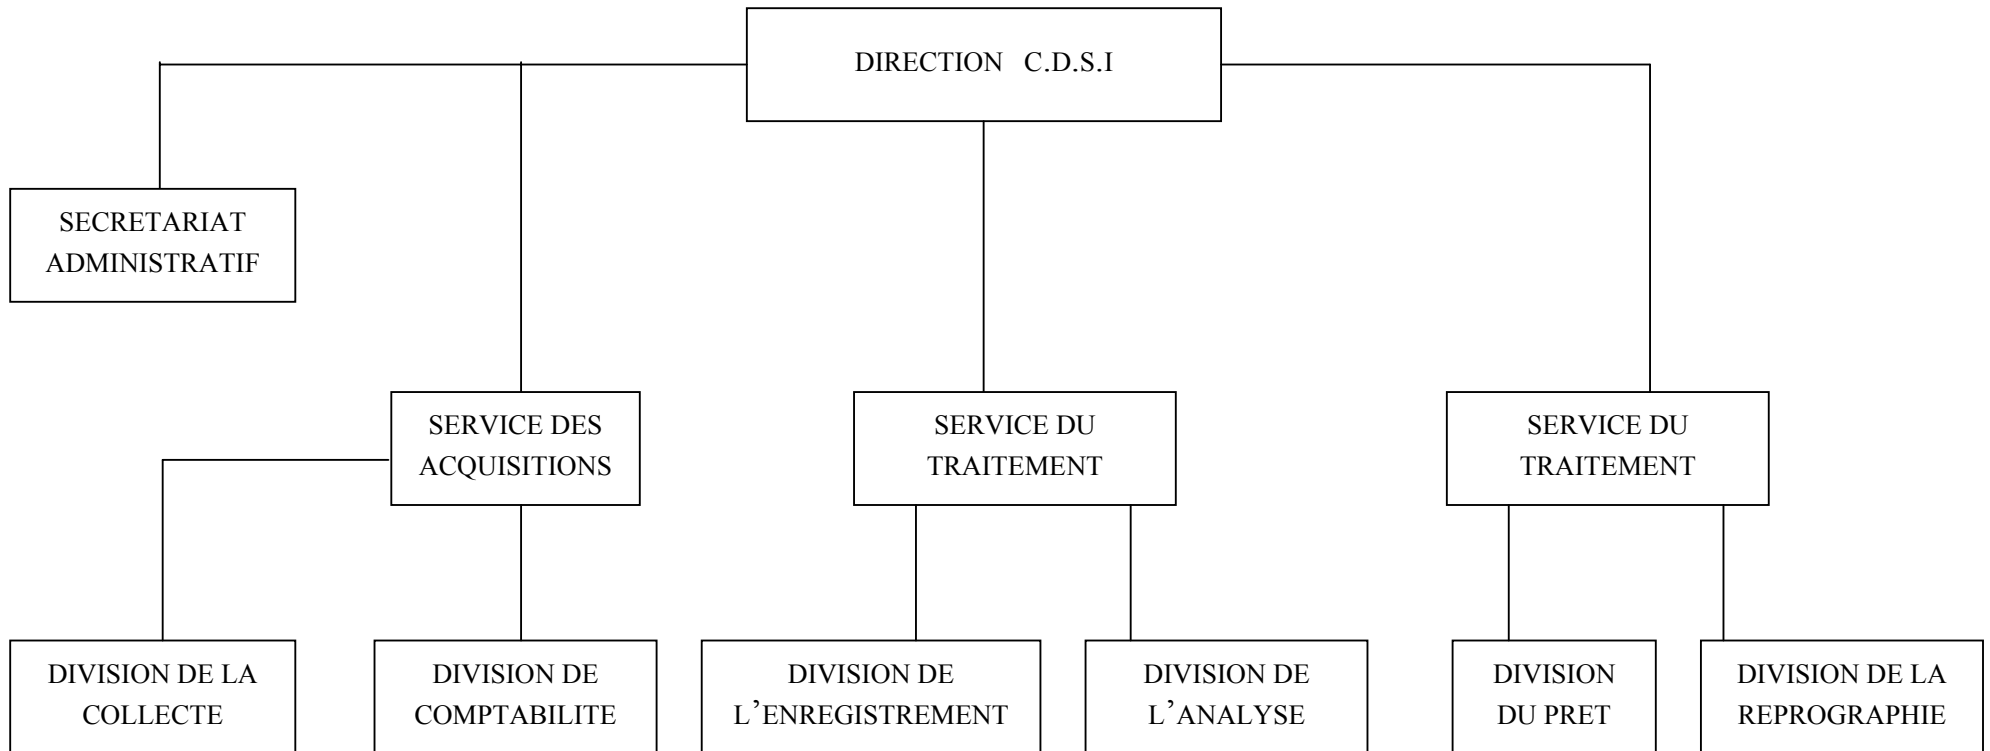 DIRECTION C.D.S.I
SECRETARIAT
ADMINISTRATIF
SERVICE DES
ACQUISITIONS
SERVICE DU
TRAITEMENT
SERVICE DU
TRAITEMENT
DIVISION DE LA
COLLECTE
DIVISION DE
COMPTABILITE
DIVISION DE
L’ENREGISTREMENT
DIVISION DE
L’ANALYSE
DIVISION
DU PRET
DIVISION DE LA
REPROGRAPHIE